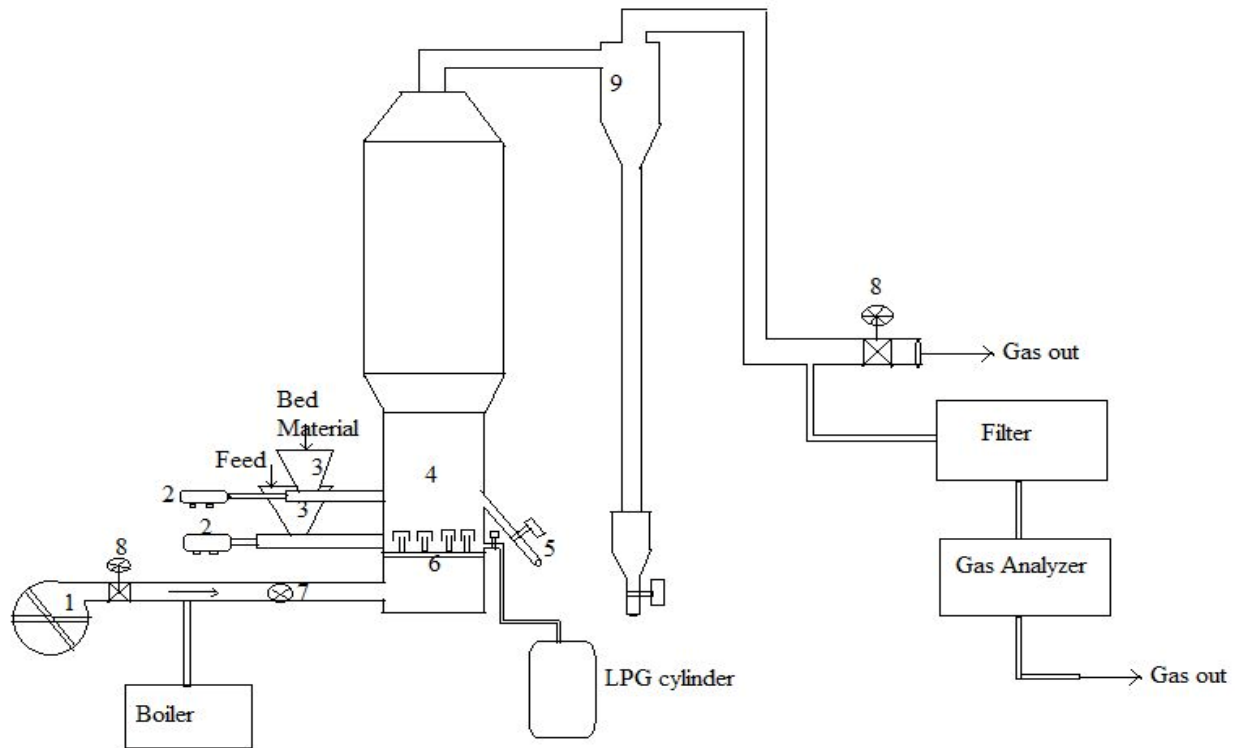 9
8
Gas out
Bed
Material
Feed
3
4
Filter
2
3
2
5
8
6
Gas Analyzer
7
1
LPG cylinder
Gas out
Boiler